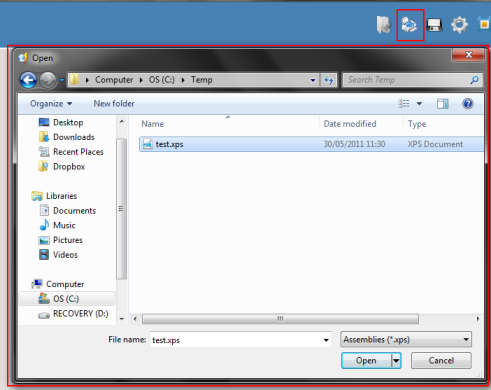 Open
Computer ▸ OS (C:) ▸ Temp
Search Temp
Organize
New folder
Name
Date modified
Type
Desktop
Downloads
Recent Places
Dropbox
test.xps
30/05/2011 11:30
XPS Document
Libraries
Documents
Music
Pictures
Videos
Computer
OS (C:)
RECOVERY (D:)
File name: test.xps
Assemblies (*.xps)
Open
Cancel